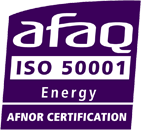 afaq
ISO 50001
Energy
AFNOR CERTIFICATION